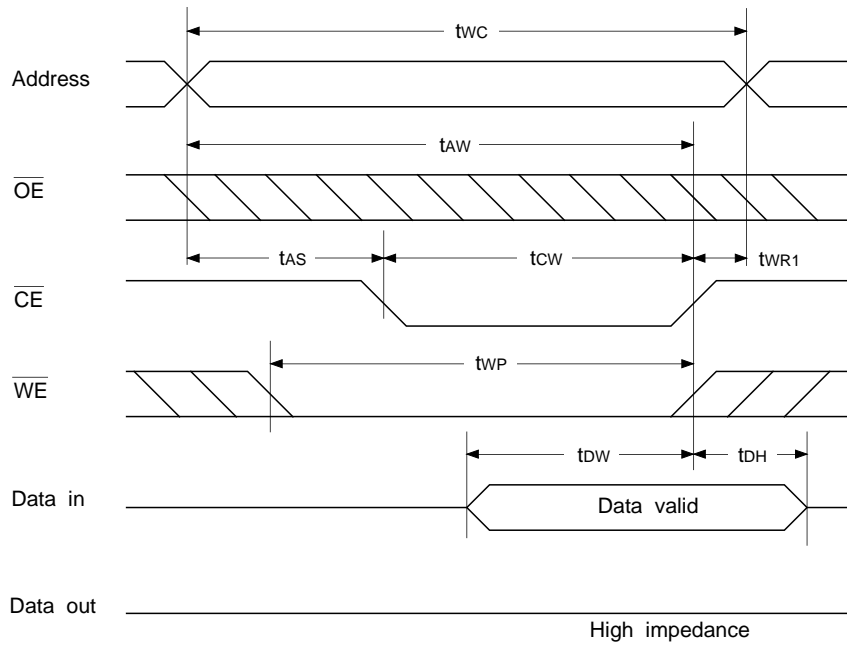 tWC
Address
tAW
OE
tAS
tCW
tWR1
CE
tWP
WE
tDW
tDH
Data in
Data valid
Data out
High impedance